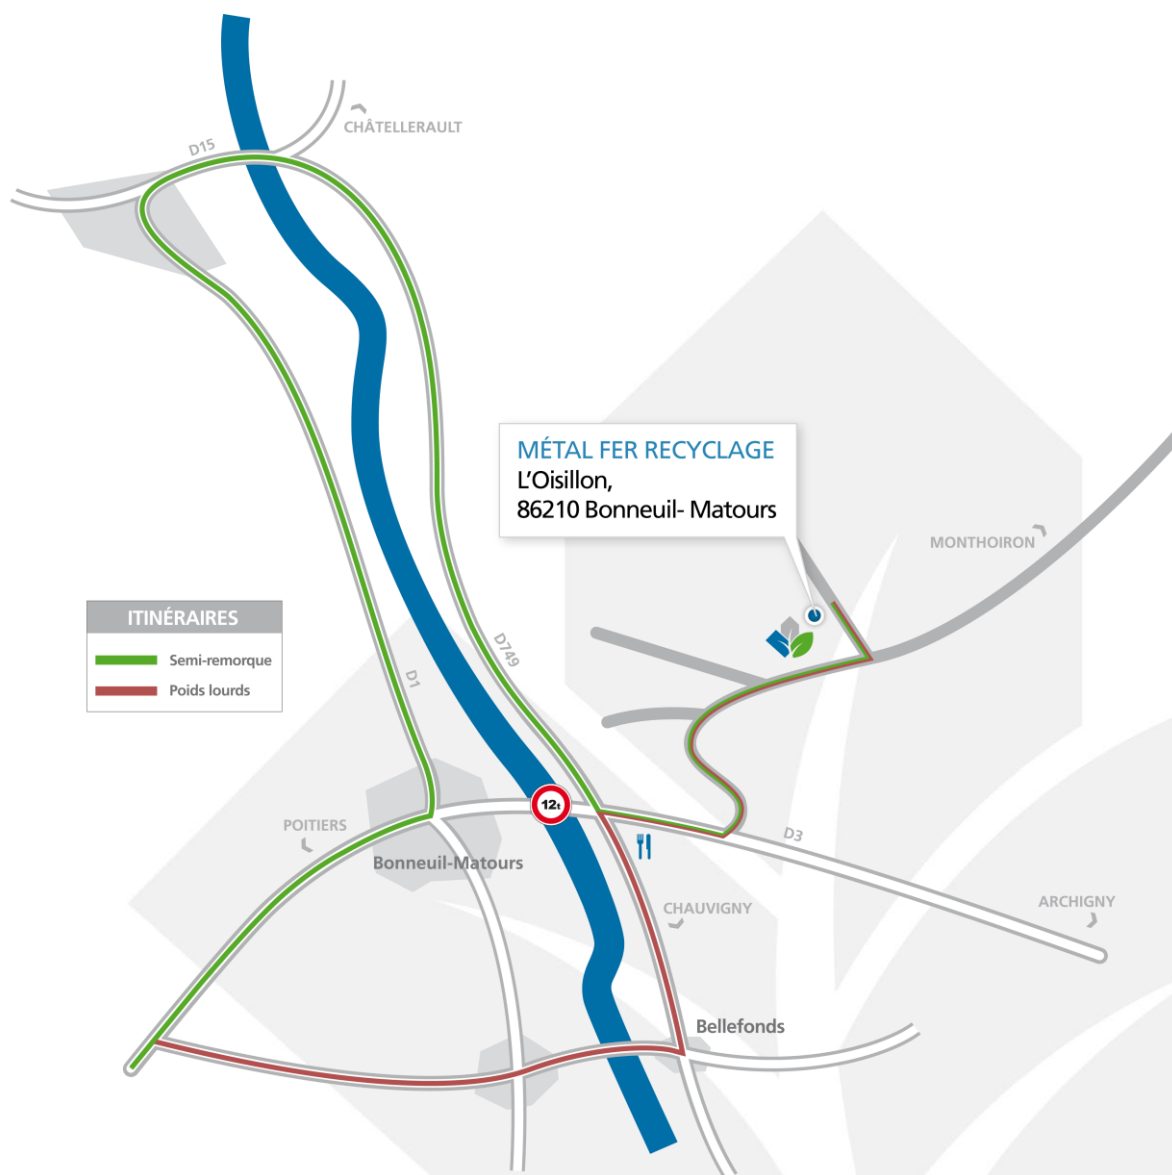 CHÂTELLERAULT
D15
MÉTAL FER RECYCLAGE
L'Oisillon,
86210 Bonneuil- Matours
MONTHOIRON
ITINÉRAIRES
Semi-remorque
Poids lourds
D749
D1
12t
POITIERS
D3
Bonneuil-Matours
CHAUVIGNY
ARCHIGNY
Bellefonds